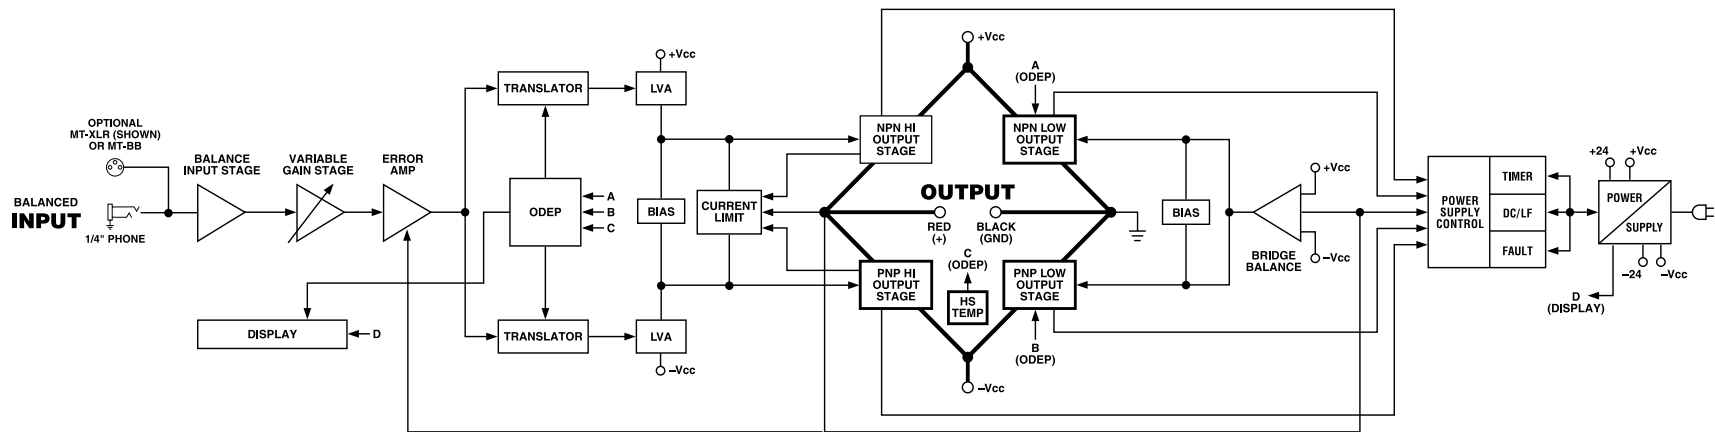 OPTIONAL
MT-XLR (SHOWN)
OR MT-BB
BALANCED
INPUT
1/4" PHONE
BALANCE
INPUT STAGE
VARIABLE
GAIN STAGE
ERROR
AMP
TRANSLATOR
ODEP
A
B
C
TRANSLATOR
DISPLAY
D
+Vcc
LVA
BIAS
LVA
–Vcc
CURRENT
LIMIT
+Vcc
NPN HI
OUTPUT
STAGE
A
(ODEP)
NPN LOW
OUTPUT
STAGE
OUTPUT
RED
(+)
BLACK
(GND)
PNP HI
OUTPUT
STAGE
C
(ODEP)
HS
TEMP
PNP LOW
OUTPUT
STAGE
B
(ODEP)
–Vcc
BIAS
+Vcc
BRIDGE
BALANCE
–Vcc
POWER
SUPPLY
CONTROL
TIMER
DC/LF
FAULT
+24
+Vcc
POWER
SUPPLY
–24
–Vcc
D
(DISPLAY)